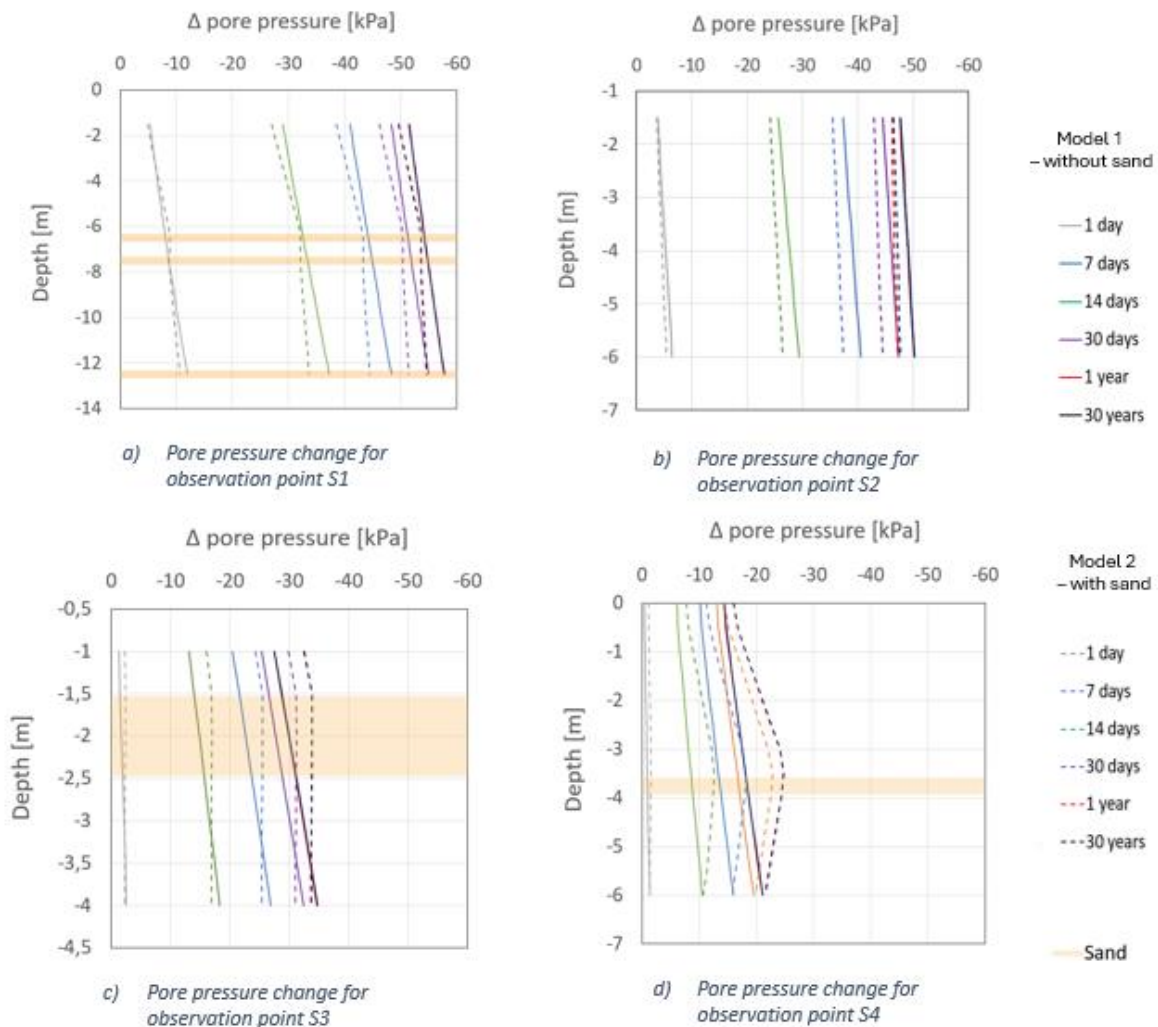 Δ pore pressure [kPa]
0 -10 -20 -30 -40 -50 -60
0
-2
-4
-6
-8
-10
-12
-14
Depth [m]
a) Pore pressure change for
observation point S1
Δ pore pressure [kPa]
0 -10 -20 -30 -40 -50 -60
-1
-2
-3
-4
-5
-6
-7
Depth [m]
b) Pore pressure change for
observation point S2
Model 1
– without sand
1 day
7 days
14 days
30 days
1 year
30 years
Δ pore pressure [kPa]
0 -10 -20 -30 -40 -50 -60
-0,5
-1
-1,5
-2
-2,5
-3
-3,5
-4
-4,5
Depth [m]
c) Pore pressure change for
observation point S3
Δ pore pressure [kPa]
0 -10 -20 -30 -40 -50 -60
0
-1
-2
-3
-4
-5
-6
-7
Depth [m]
d) Pore pressure change for
observation point S4
Model 2
– with sand
1 day
7 days
14 days
30 days
1 year
30 years
Sand